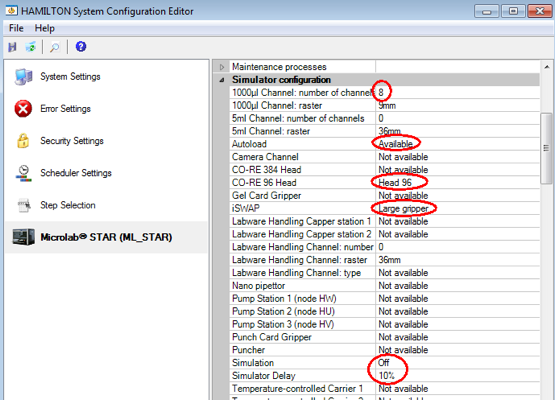 HAMILTON System Configuration Editor
File Help
System Settings
Error Settings
Security Settings
Scheduler Settings
Step Selection
Microlab® STAR (ML_STAR)
Maintenance processes
Simulator configuration
1000µl Channel: number of channels 8
1000µl Channel: raster 9mm
5ml Channel: number of channels 0
5ml Channel: raster 36mm
Autoload Available
Camera Channel Not available
CO-RE 384 Head Not available
CO-RE 96 Head Head 96
Gel Card Gripper Not available
iSWAP Large gripper
Labware Handling Capper station 1 Not available
Labware Handling Capper station 2 Not available
Labware Handling Channel: number 0
Labware Handling Channel: raster 36mm
Labware Handling Channel: type Not available
Nano pipettor Not available
Pump Station 1 (node HW) Not available
Pump Station 2 (node HU) Not available
Pump Station 3 (node HV) Not available
Punch Card Gripper Not available
Puncher Not available
Simulation Off
Simulator Delay 10%
Temperature-controlled Carrier 1 Not available